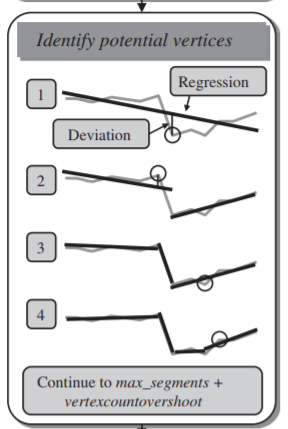 Identify potential vertices
Regression
1
Deviation
2
3
4
Continue to max_segments +
vertexcountovershoot